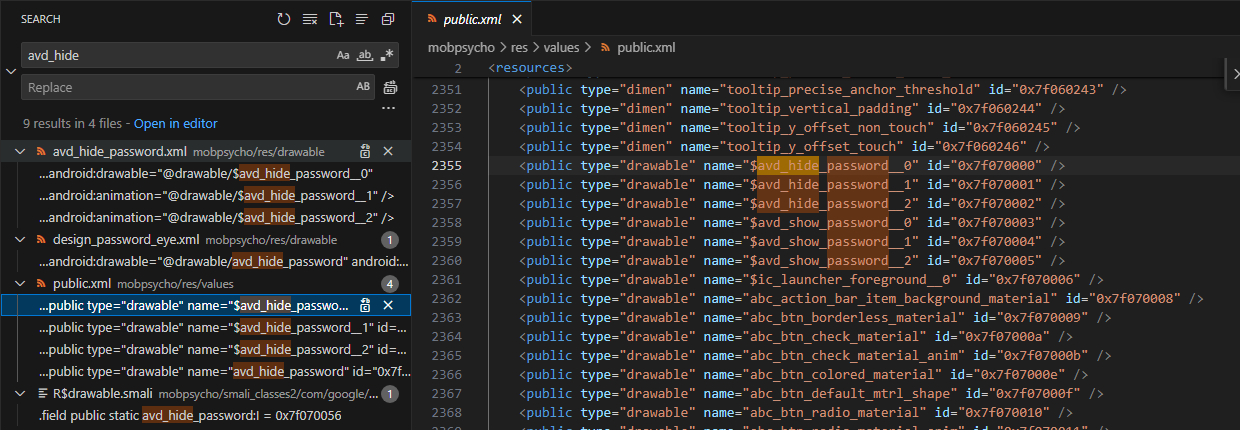 SEARCH
avd_hide
Aa ab .*
Replace
AB
...
9 results in 4 files - Open in editor
avd_hide_password.xml mobpsycho/res/drawable
...android:drawable="@drawable/$avd_hide_password__0"
...android:animation="@drawable/$avd_hide_password__1" />
...android:animation="@drawable/$avd_hide_password__2" />
design_password_eye.xml mobpsycho/res/drawable 1
...android:drawable="@drawable/avd_hide_password" android:...
public.xml mobpsycho/res/values 4
...public type="drawable" name="$avd_hide_passwo...
...public type="drawable" name="$avd_hide_password__1" id=...
...public type="drawable" name="$avd_hide_password__2" id=...
...public type="drawable" name="avd_hide_password" id="0x7f...
R$drawable.smali mobpsycho/smali_classes2/com/google/... 1
.field public static avd_hide_password:I = 0x7f070056
public.xml
mobpsycho > res > values > public.xml
2 <resources>
2351 <public type="dimen" name="tooltip_precise_anchor_threshold" id="0x7f060243" />
2352 <public type="dimen" name="tooltip_vertical_padding" id="0x7f060244" />
2353 <public type="dimen" name="tooltip_y_offset_non_touch" id="0x7f060245" />
2354 <public type="dimen" name="tooltip_y_offset_touch" id="0x7f060246" />
2355 <public type="drawable" name="$avd_hide_password__0" id="0x7f070000" />
2356 <public type="drawable" name="$avd_hide_password__1" id="0x7f070001" />
2357 <public type="drawable" name="$avd_hide_password__2" id="0x7f070002" />
2358 <public type="drawable" name="$avd_show_password__0" id="0x7f070003" />
2359 <public type="drawable" name="$avd_show_password__1" id="0x7f070004" />
2360 <public type="drawable" name="$avd_show_password__2" id="0x7f070005" />
2361 <public type="drawable" name="$ic_launcher_foreground__0" id="0x7f070006" />
2362 <public type="drawable" name="abc_action_bar_item_background_material" id="0x7f070008" />
2363 <public type="drawable" name="abc_btn_borderless_material" id="0x7f070009" />
2364 <public type="drawable" name="abc_btn_check_material" id="0x7f07000a" />
2365 <public type="drawable" name="abc_btn_check_material_anim" id="0x7f07000b" />
2366 <public type="drawable" name="abc_btn_colored_material" id="0x7f07000e" />
2367 <public type="drawable" name="abc_btn_default_mtrl_shape" id="0x7f07000f" />
2368 <public type="drawable" name="abc_btn_radio_material" id="0x7f070010" />
2369 <public type="drawable" name="abc_btn_radio_material_anim" id="0x7f070011" />